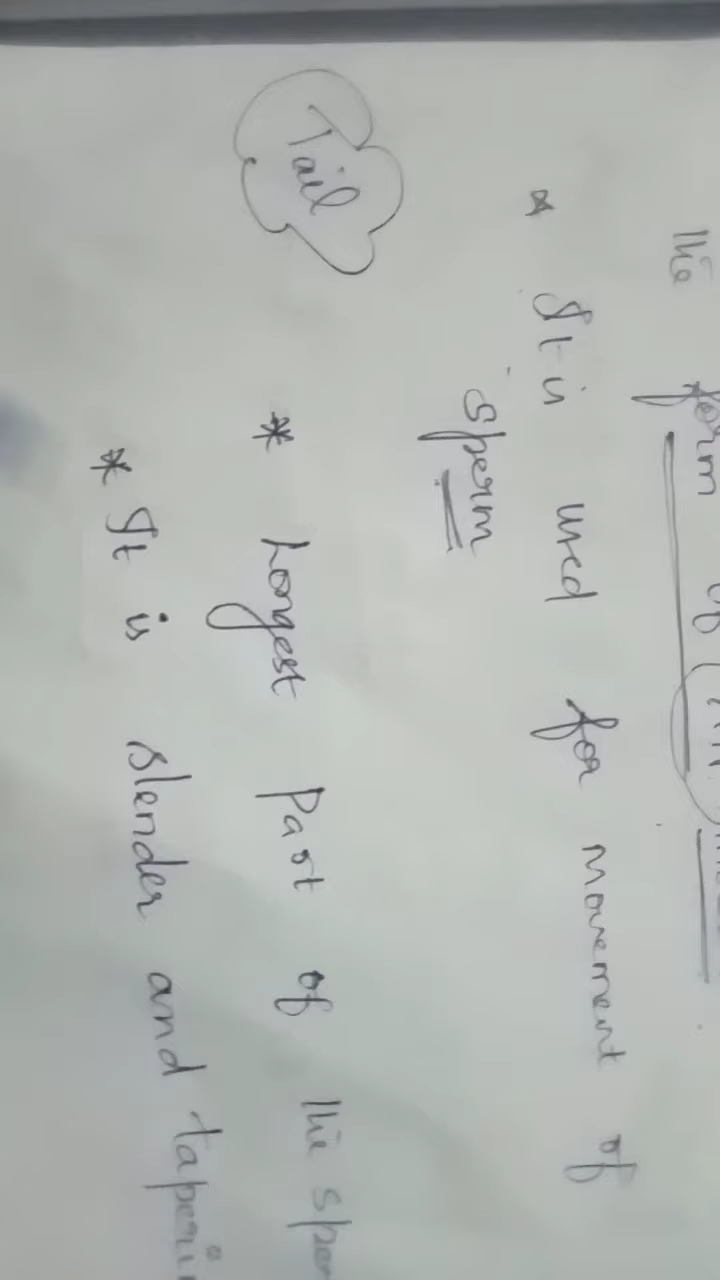 the form of
* It is used for movement of
sperm
Tail
* Longest Part of the
* It is slender and